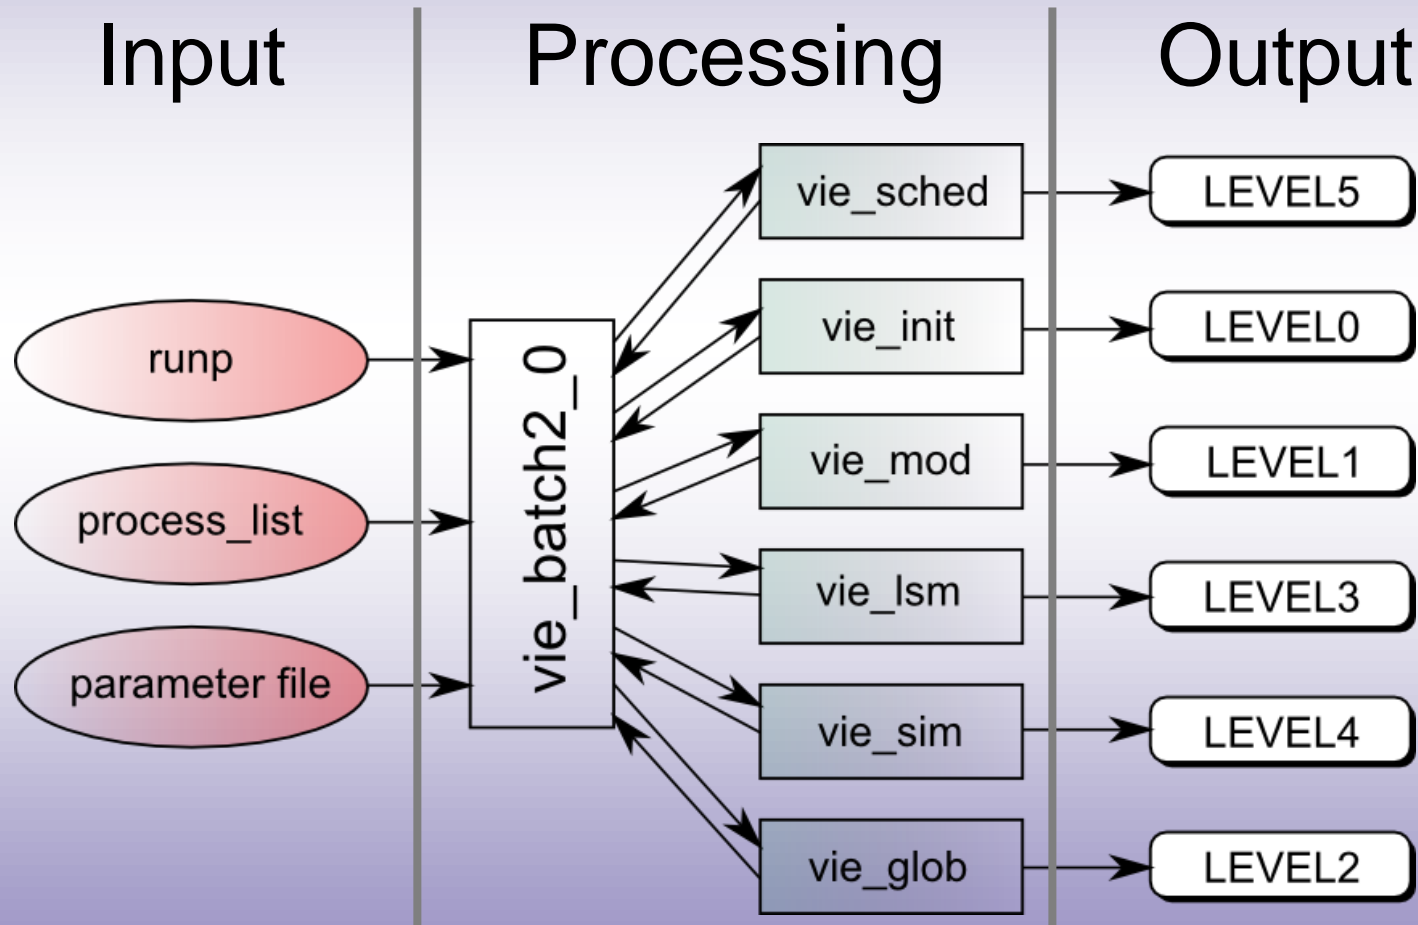 Input
Processing
Output
runp
process_list
parameter file
vie_batch2_0
vie_sched
vie_init
vie_mod
vie_lsm
vie_sim
vie_glob
LEVEL5
LEVEL0
LEVEL1
LEVEL3
LEVEL4
LEVEL2